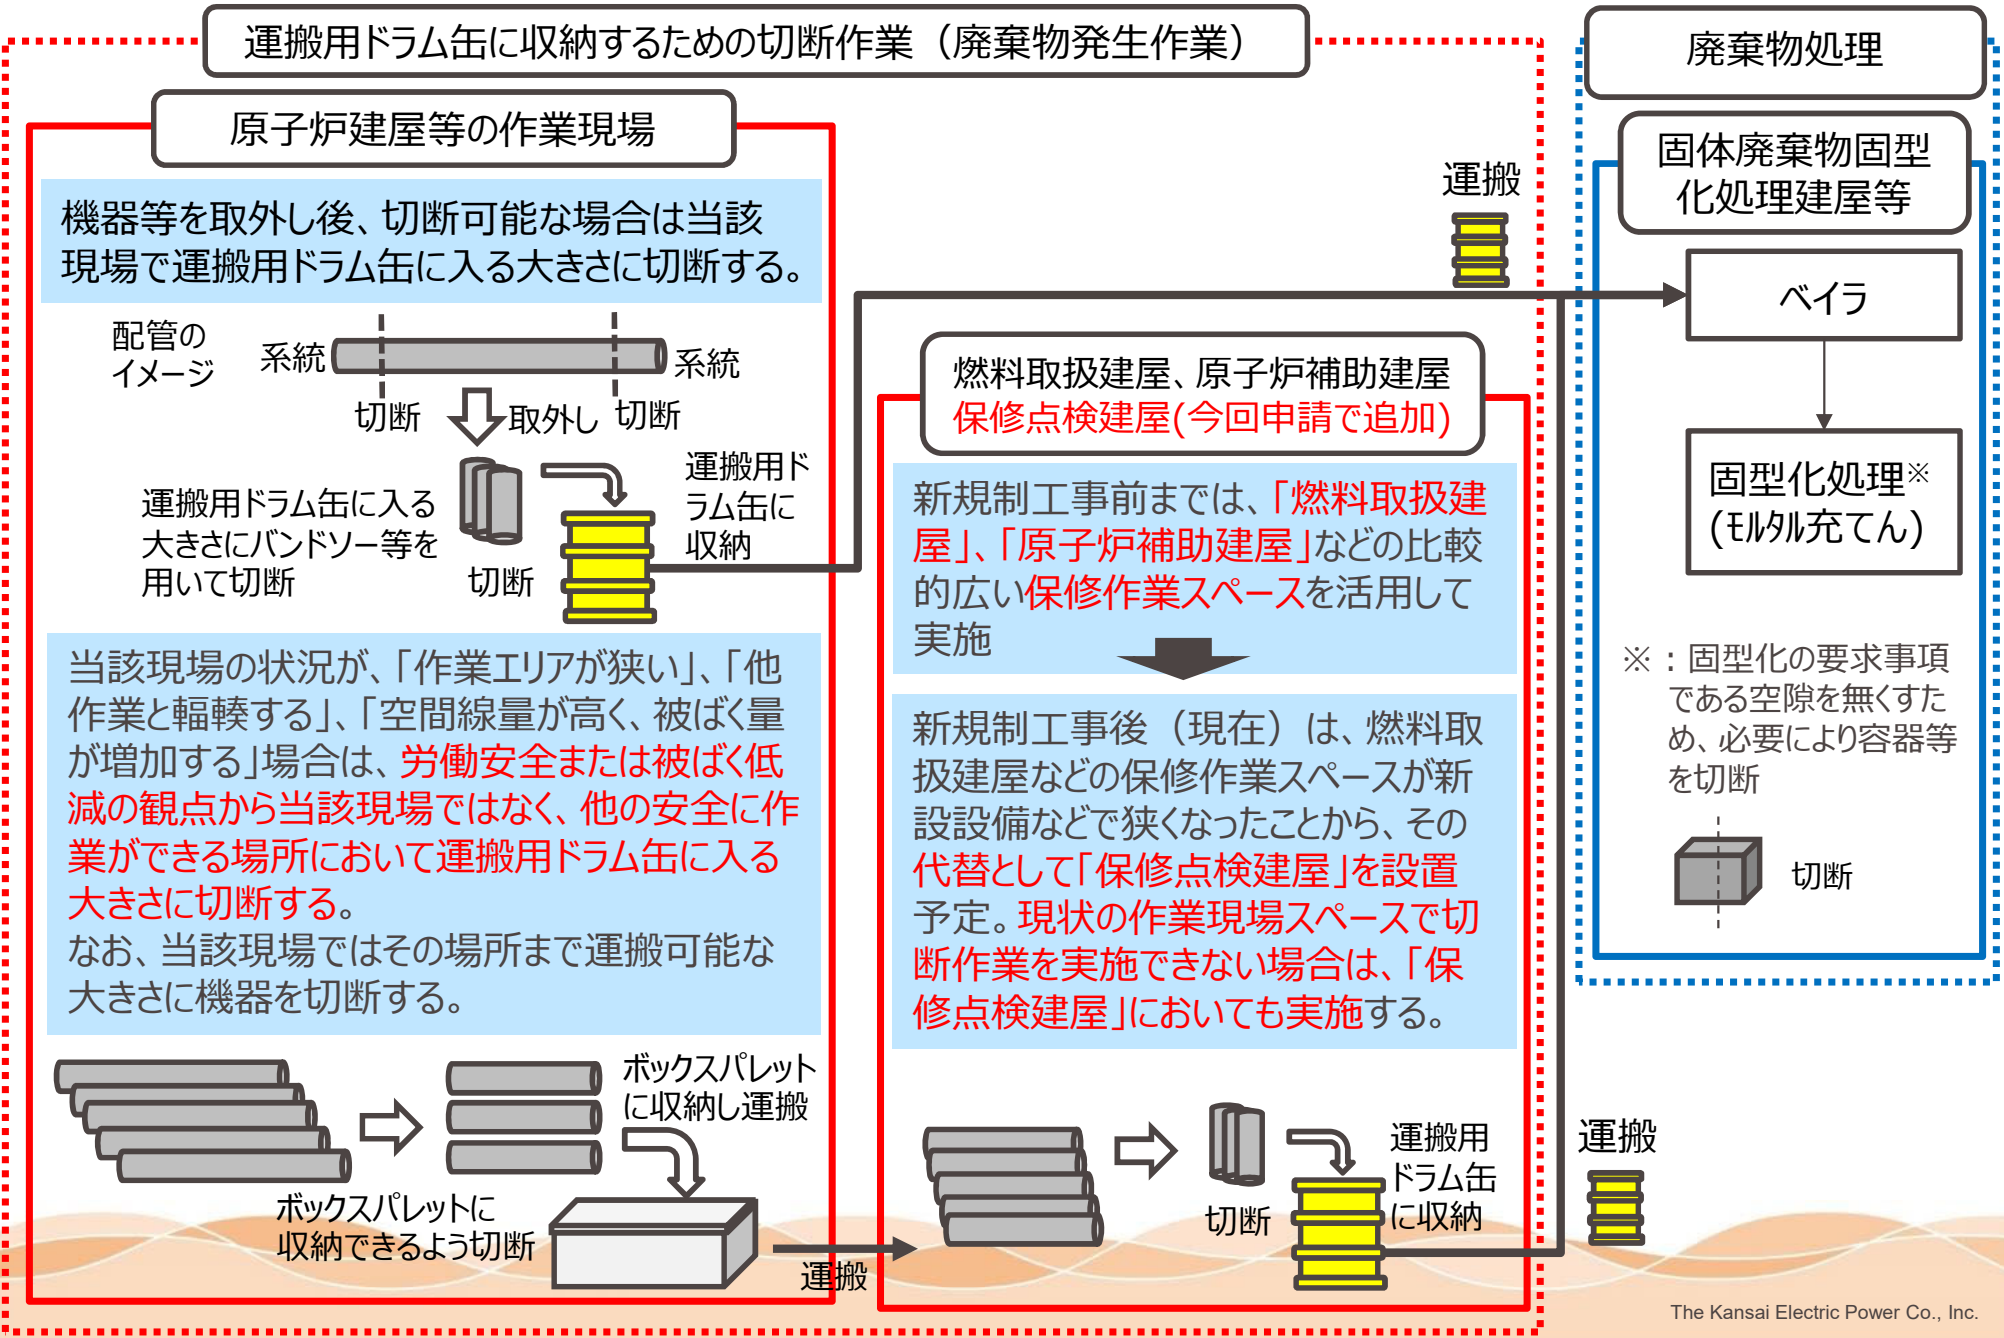 運搬用ドラム缶に収納するための切断作業（廃棄物発生作業）
原子炉建屋等の作業現場
機器等を取外し後、切断可能な場合は当該
現場で運搬用ドラム缶に入る大きさに切断する。
配管の
イメージ
系統
系統
切断
取外し
切断
運搬用ドラム缶に入る
大きさにバンドソー等を
用いて切断
切断
運搬用ド
ラム缶に
収納
当該現場の状況が、「作業エリアが狭い」、「他
作業と輻輳する」、「空間線量が高く、被ばく量
が増加する」場合は、労働安全または被ばく低
減の観点から当該現場ではなく、他の安全に作
業ができる場所において運搬用ドラム缶に入る
大きさに切断する。
なお、当該現場ではその場所まで運搬可能な
大きさに機器を切断する。
ボックスパレット
に収納し運搬
ボックスパレットに
収納できるよう切断
運搬
燃料取扱建屋、原子炉補助建屋
保修点検建屋(今回申請で追加)
新規制工事前までは、「燃料取扱建
屋」、「原子炉補助建屋」などの比較
的広い保修作業スペースを活用して
実施
新規制工事後（現在）は、燃料取
扱建屋などの保修作業スペースが新
設設備などで狭くなったことから、その
代替として「保修点検建屋」を設置
予定。現状の作業現場スペースで切
断作業を実施できない場合は、「保
修点検建屋」においても実施する。
切断
運搬用
ドラム缶
に収納
運搬
運搬
廃棄物処理
固体廃棄物固型
化処理建屋等
ベイラ
固型化処理※
(ﾓﾙﾀﾙ充てん)
※：固型化の要求事項
である空隙を無くすた
め、必要により容器等
を切断
切断
The Kansai Electric Power Co., Inc.